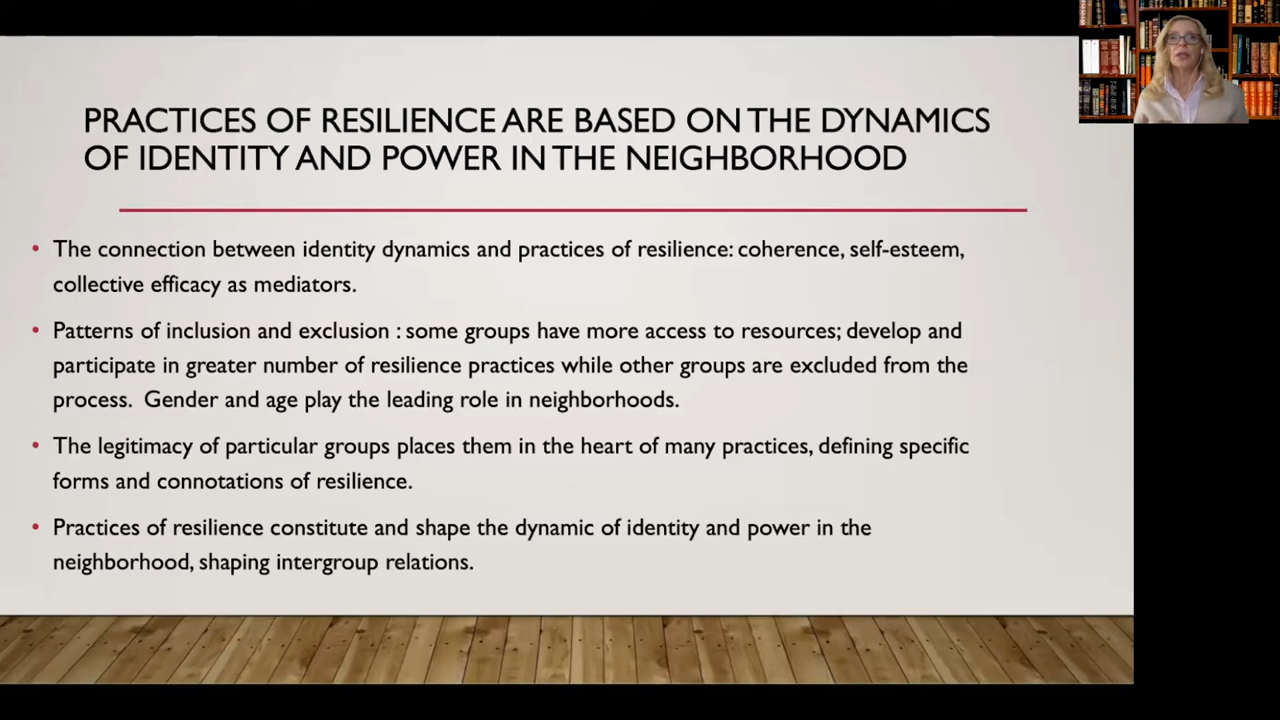 PRACTICES OF RESILIENCE ARE BASED ON THE DYNAMICS
OF IDENTITY AND POWER IN THE NEIGHBORHOOD
• The connection between identity dynamics and practices of resilience: coherence, self-esteem,
collective efficacy as mediators.
• Patterns of inclusion and exclusion : some groups have more access to resources; develop and
participate in greater number of resilience practices while other groups are excluded from the
process. Gender and age play the leading role in neighborhoods.
• The legitimacy of particular groups places them in the heart of many practices, defining specific
forms and connotations of resilience.
• Practices of resilience constitute and shape the dynamic of identity and power in the
neighborhood, shaping intergroup relations.